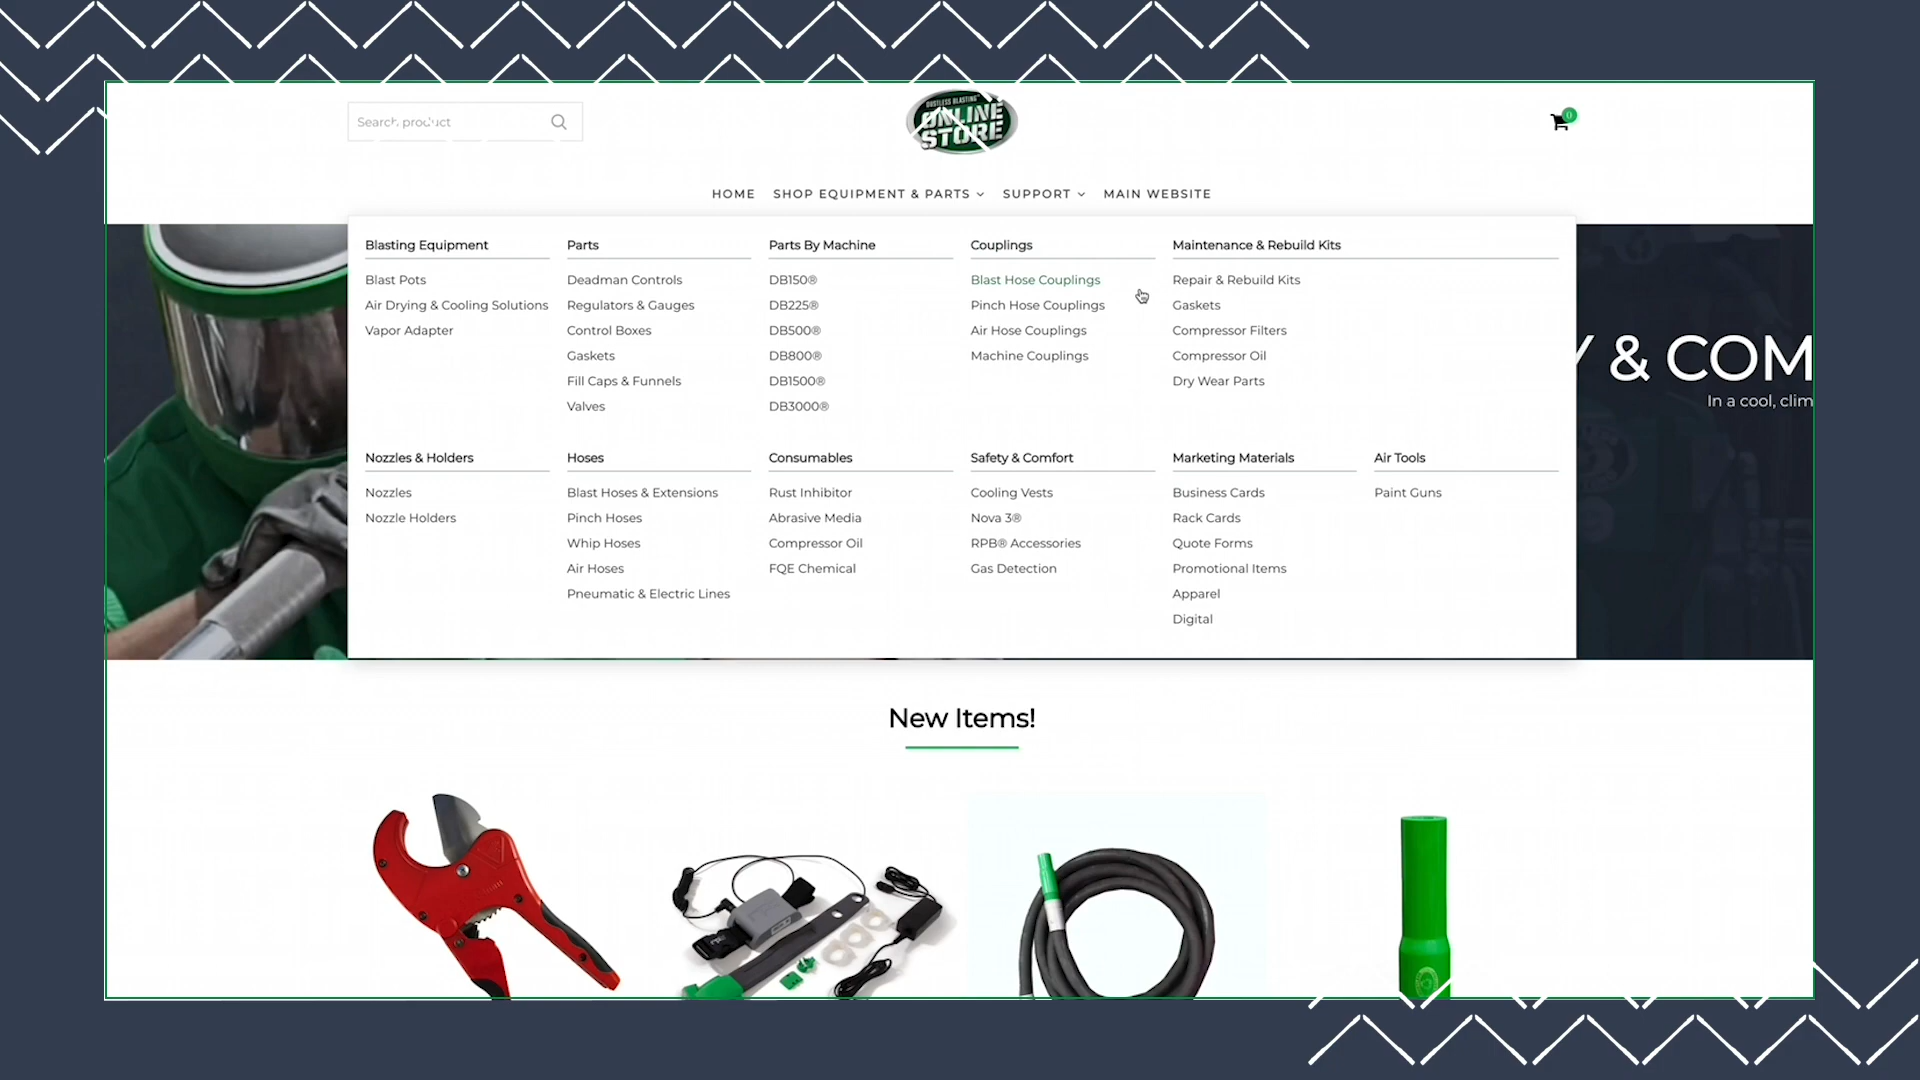 Search product
DUSTLESS BLASTING
ONLINE
STORE
0
HOME
SHOP EQUIPMENT & PARTS
SUPPORT
MAIN WEBSITE
Blasting Equipment
Blast Pots
Air Drying & Cooling Solutions
Vapor Adapter
Parts
Deadman Controls
Regulators & Gauges
Control Boxes
Gaskets
Fill Caps & Funnels
Valves
Parts By Machine
DB150®
DB225®
DB500®
DB800®
DB1500®
DB3000®
Couplings
Blast Hose Couplings
Pinch Hose Couplings
Air Hose Couplings
Machine Couplings
Maintenance & Rebuild Kits
Repair & Rebuild Kits
Gaskets
Compressor Filters
Compressor Oil
Dry Wear Parts
Nozzles & Holders
Nozzles
Nozzle Holders
Hoses
Blast Hoses & Extensions
Pinch Hoses
Whip Hoses
Air Hoses
Pneumatic & Electric Lines
Consumables
Rust Inhibitor
Abrasive Media
Compressor Oil
FQE Chemical
Safety & Comfort
Cooling Vests
Nova 3®
RPB® Accessories
Gas Detection
Marketing Materials
Business Cards
Rack Cards
Quote Forms
Promotional Items
Apparel
Digital
Air Tools
Paint Guns
Y & COM
In a cool, clim
New Items!